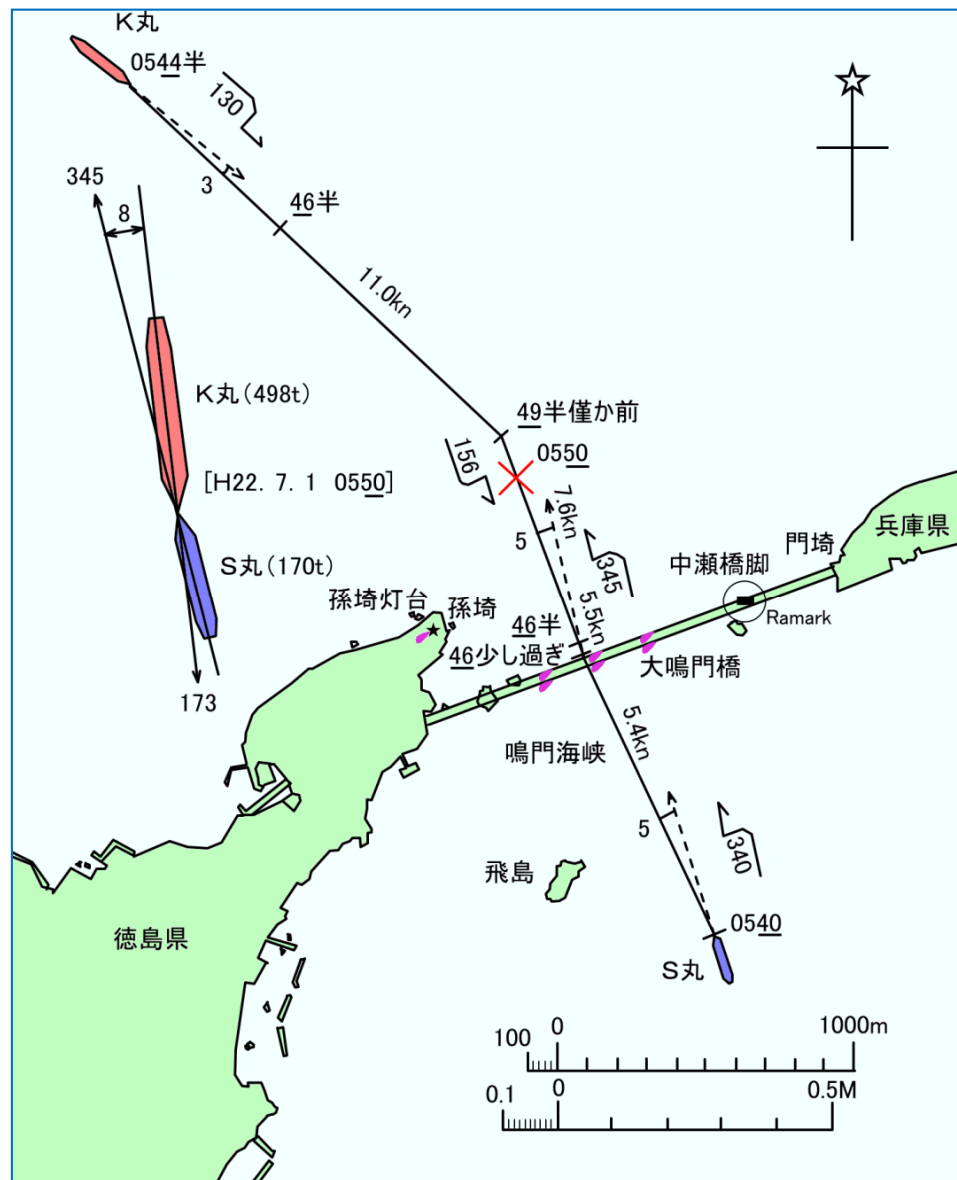 K丸
0544半
130
3
46半
345
8
11.0kn
K丸(498t)
49半僅か前
0550
156
7.6kn
[H22. 7. 1 0550]
5
兵庫県
門埼
中瀬橋脚
345
S丸(170t)
孫埼灯台
孫埼
5.5kn
46半
46少し過ぎ
Ramark
大鳴門橋
173
5.4kn
鳴門海峡
5
340
飛島
徳島県
0540
S丸
100 0 1000m
0.1 0 0.5M